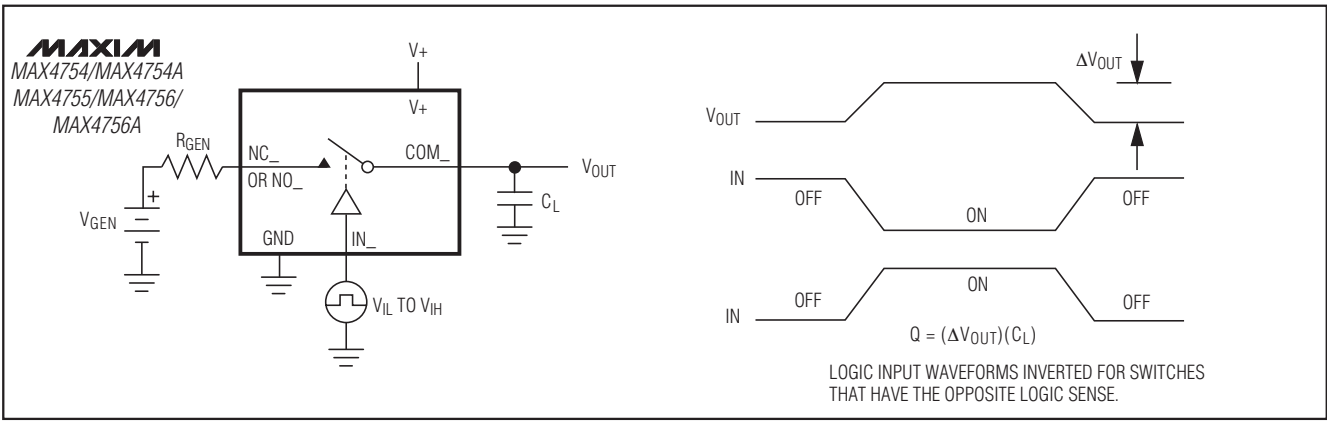 MAXIM
MAX4754/MAX4754A
MAX4755/MAX4756/
MAX4756A
V+
V+
RGEN
NC_
OR NO_
COM_
VOUT
CL
+
VGEN
GND
IN_
VIL TO VIH
ΔVOUT
VOUT
IN
OFF
ON
OFF
IN
OFF
ON
OFF
Q = (ΔVOUT)(CL)
LOGIC INPUT WAVEFORMS INVERTED FOR SWITCHES
THAT HAVE THE OPPOSITE LOGIC SENSE.